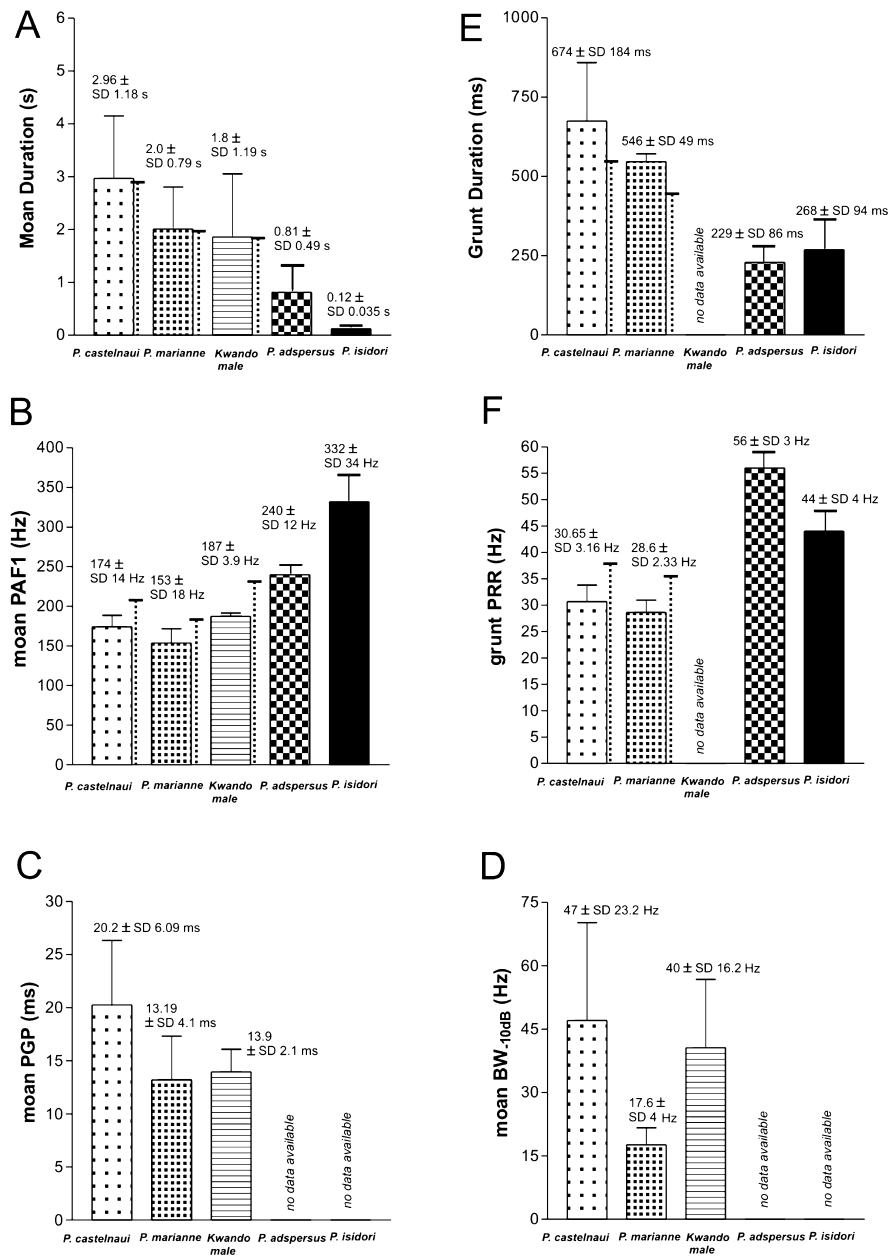 A
Moan Duration (s)
6
5
4
3
2
1
0
2.96 ±
SD 1.18 s
2.0 ±
SD 0.79 s
1.8 ±
SD 1.19 s
0.81 ±
SD 0.49 s
0.12 ±
SD 0.035 s
P. castelnaui P. marianne Kwando P. adspersus P. isidori
male
E
Grunt Duration (ms)
1000
750
500
250
0
674 ± SD 184 ms
546 ± SD 49 ms
no data available
229 ± SD 86 ms
268 ± SD 94 ms
P. castelnaui P. marianne Kwando P. adspersus P. isidori
male
B
moan PAF1 (Hz)
400
350
300
250
200
150
100
50
0
174 ±
SD 14 Hz
153 ±
SD 18 Hz
187 ±
SD 3.9 Hz
240 ±
SD 12 Hz
332 ±
SD 34 Hz
P. castelnaui P. marianne Kwando P. adspersus P. isidori
male
F
grunt PRR (Hz)
60
55
50
45
40
35
30
25
20
15
10
5
0
30.65 ±
SD 3.16 Hz
28.6 ±
SD 2.33 Hz
no data available
56 ± SD 3 Hz
44 ± SD 4 Hz
P. castelnaui P. marianne Kwando P. adspersus P. isidori
male
C
moan PGP (ms)
30
25
20
15
10
5
0
20.2 ± SD 6.09 ms
13.19
± SD 4.1 ms
13.9
± SD 2.1 ms
no data available
no data available
P. castelnaui P. marianne Kwando P. adspersus P. isidori
male
D
moan BW-10dB (Hz)
75
60
45
30
15
0
47 ± SD 23.2 Hz
17.6 ±
SD 4 Hz
40 ± SD 16.2 Hz
no data available
no data available
P. castelnaui P. marianne Kwando P. adspersus P. isidori
male